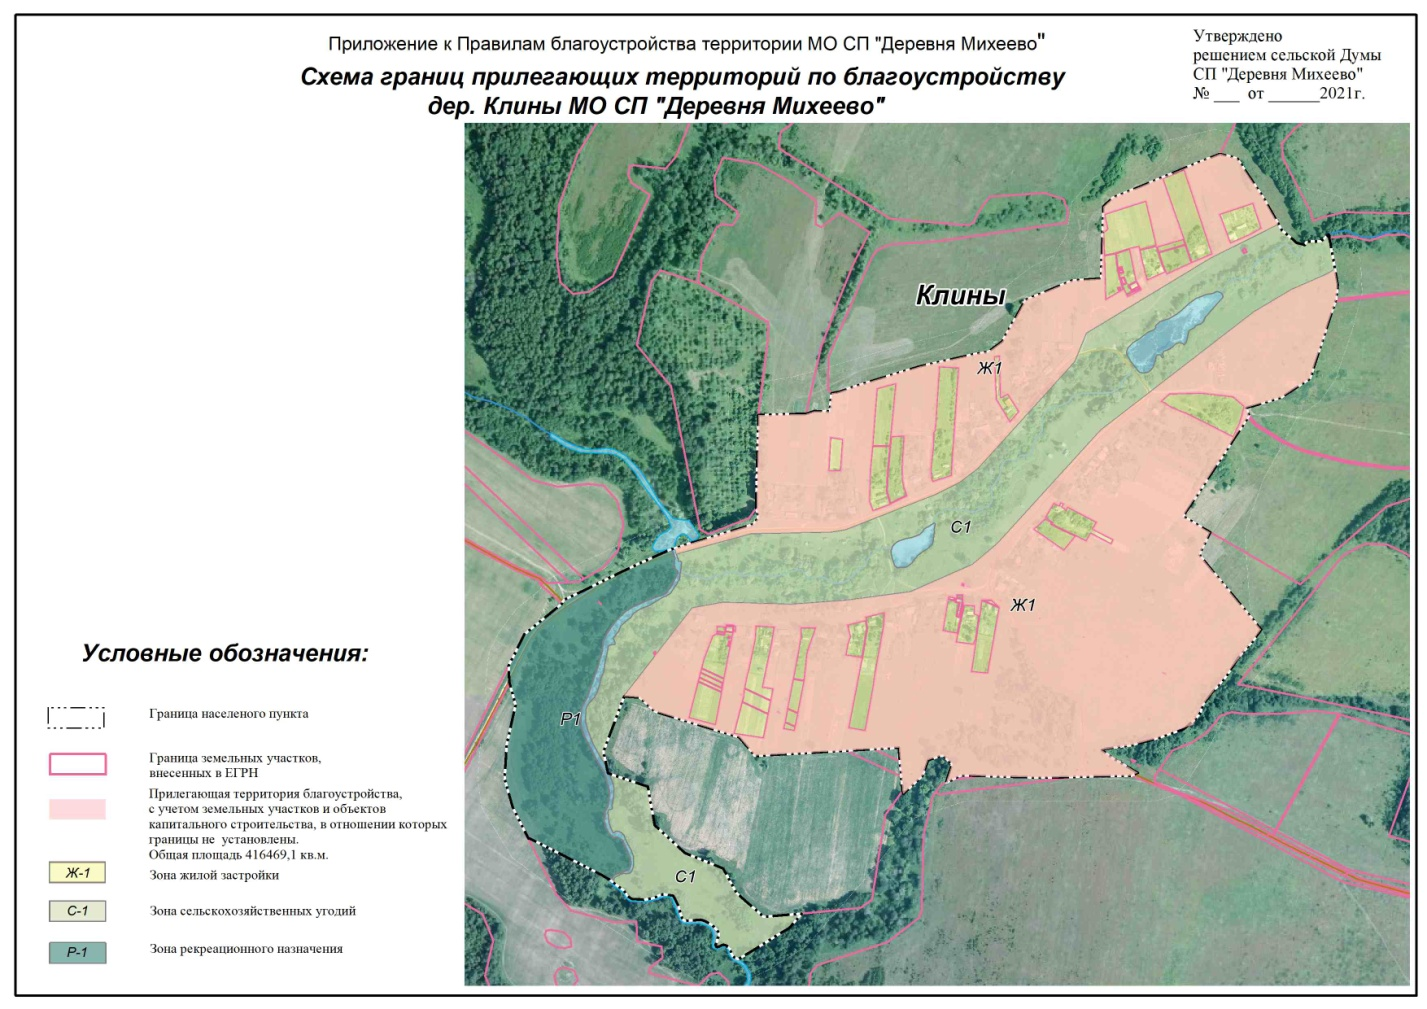 Приложение к Правилам благоустройства территории МО СП "Деревня Михеево"
Схема границ прилегающих территорий по благоустройству
дер. Клины МО СП "Деревня Михеево"
Утверждено
решением сельской Думы
СП "Деревня Михеево"
№ ___ от ______2021г.
Клины
Ж1
С1
Ж1
Р1
С1
Условные обозначения:
Граница населеного пункта
Граница земельных участков,
внесенных в ЕГРН
Прилегающая территория благоустройства,
с учетом земельных участков и объектов
капитального строительства, в отношении которых
границы не установлены.
Общая площадь 416469,1 кв.м.
Ж-1 Зона жилой застройки
С-1 Зона сельскохозяйственных угодий
Р-1 Зона рекреационного назначения